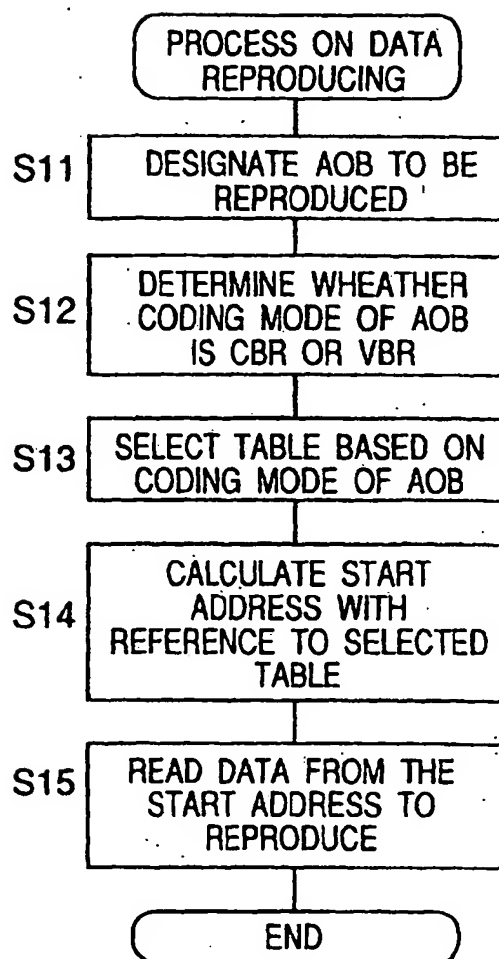 PROCESS ON DATA
REPRODUCING
S11
DESIGNATE AOB TO BE
REPRODUCED
S12
DETERMINE WHEATHER
CODING MODE OF AOB
IS CBR OR VBR
S13
SELECT TABLE BASED ON
CODING MODE OF AOB
S14
CALCULATE START
ADDRESS WITH
REFERENCE TO SELECTED
TABLE
S15
READ DATA FROM THE
START ADDRESS TO
REPRODUCE
END